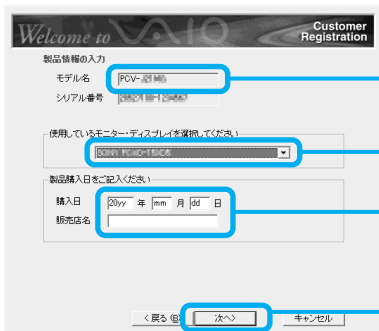 Welcome to VAIO
Customer
Registration
製品情報の入力
モデル名 PCV-
シリアル番号
使用しているモニター・ディスプレイを選択してください
SONY
製品購入日をご記入ください
購入日 20yy 年 mm 月 dd 日
販売店名
<戻る(B) 次へ> キャンセル